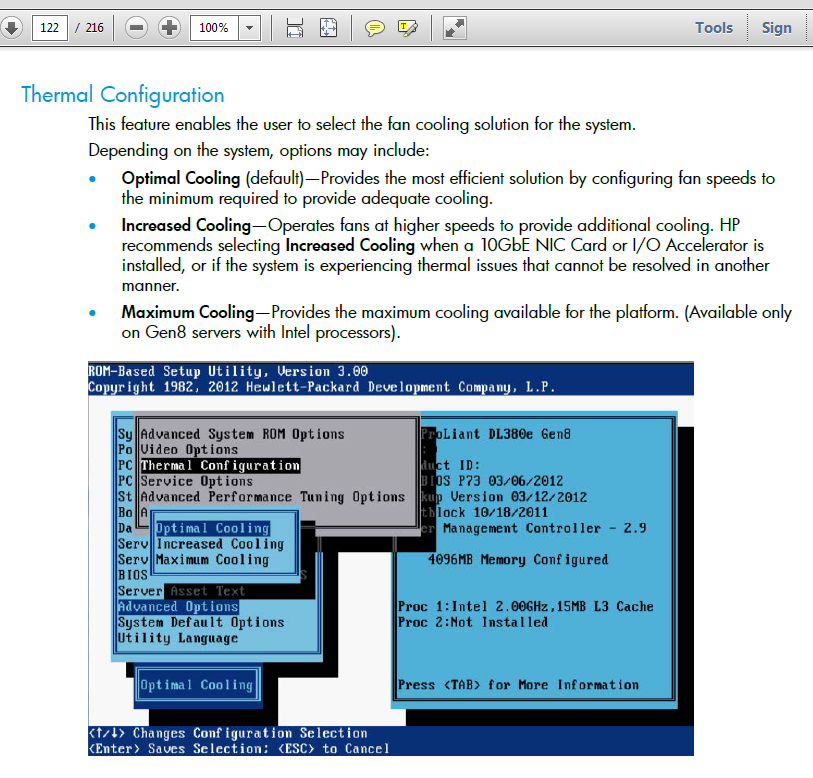 122 / 216 100% Tools Sign
Thermal Configuration
This feature enables the user to select the fan cooling solution for the system.
Depending on the system, options may include:
• Optimal Cooling (default)—Provides the most efficient solution by configuring fan speeds to
the minimum required to provide adequate cooling.
• Increased Cooling—Operates fans at higher speeds to provide additional cooling. HP
recommends selecting Increased Cooling when a 10GbE NIC Card or I/O Accelerator is
installed, or if the system is experiencing thermal issues that cannot be resolved in another
manner.
• Maximum Cooling—Provides the maximum cooling available for the platform. (Available only
on Gen8 servers with Intel processors).
ROM-Based Setup Utility, Version 3.00
Copyright 1982, 2012 Hewlett-Packard Development Company, L.P.
Sy Advanced System ROM Options
Po Video Options
PC Thermal Configuration
PC Service Options
St Advanced Performance Tuning Options
Bo A
Da Optimal Cooling
Serv Increased Cooling
Serv Maximum Cooling
BIOS S
Server Asset Text
Advanced Options
System Default Options
Utility Language
Optimal Cooling
ProLiant DL380e Gen8
:
duct ID:
BIOS P73 03/06/2012
kup Version 03/12/2012
tblock 10/18/2011
er Management Controller - 2.9
4096MB Memory Configured
Proc 1:Intel 2.00GHz,15MB L3 Cache
Proc 2:Not Installed
Press <TAB> for More Information
<↑/↓> Changes Configuration Selection
<Enter> Saves Selection; <ESC> to Cancel